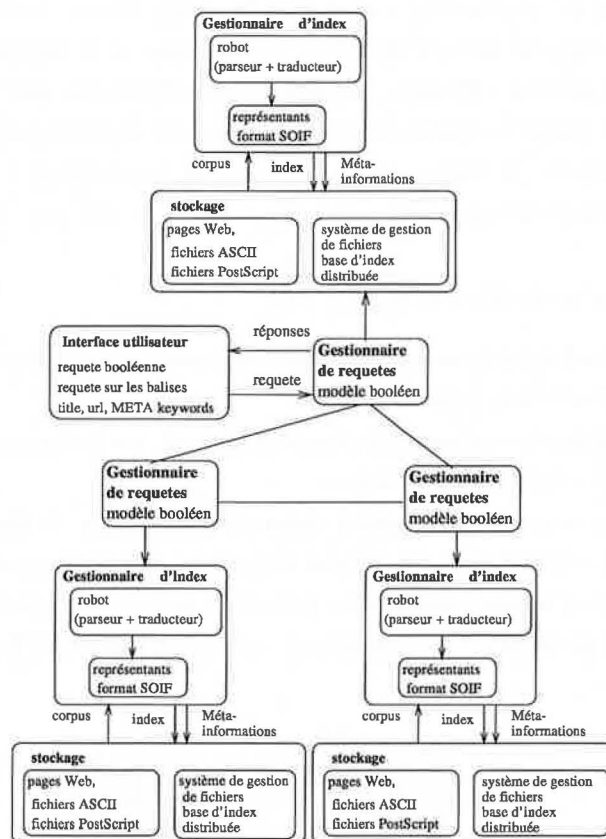 Gestionnaire d'index
robot
(parseur + traducteur)
représentants
format SOIF
corpus
index
Méta-
informations
stockage
pages Web,
fichiers ASCII
fichiers PostScript
système de gestion
de fichiers
base d'index
distribuée
Interface utilisateur
requete booléenne
requete sur les balises
title, url, META keywords
réponses
requete
Gestionnaire
de requetes
modèle booléen
Gestionnaire
de requetes
modèle booléen
Gestionnaire
de requetes
modèle booléen
Gestionnaire d'index
robot
(parseur + traducteur)
représentants
format SOIF
corpus
index
Méta-
informations
stockage
pages Web,
fichiers ASCII
fichiers PostScript
système de gestion
de fichiers
base d'index
distribuée
Gestionnaire d'index
robot
(parseur + traducteur)
représentants
format SOIF
corpus
index
Méta-
informations
stockage
pages Web,
fichiers ASCII
fichiers PostScript
système de gestion
de fichiers
base d'index
distribuée